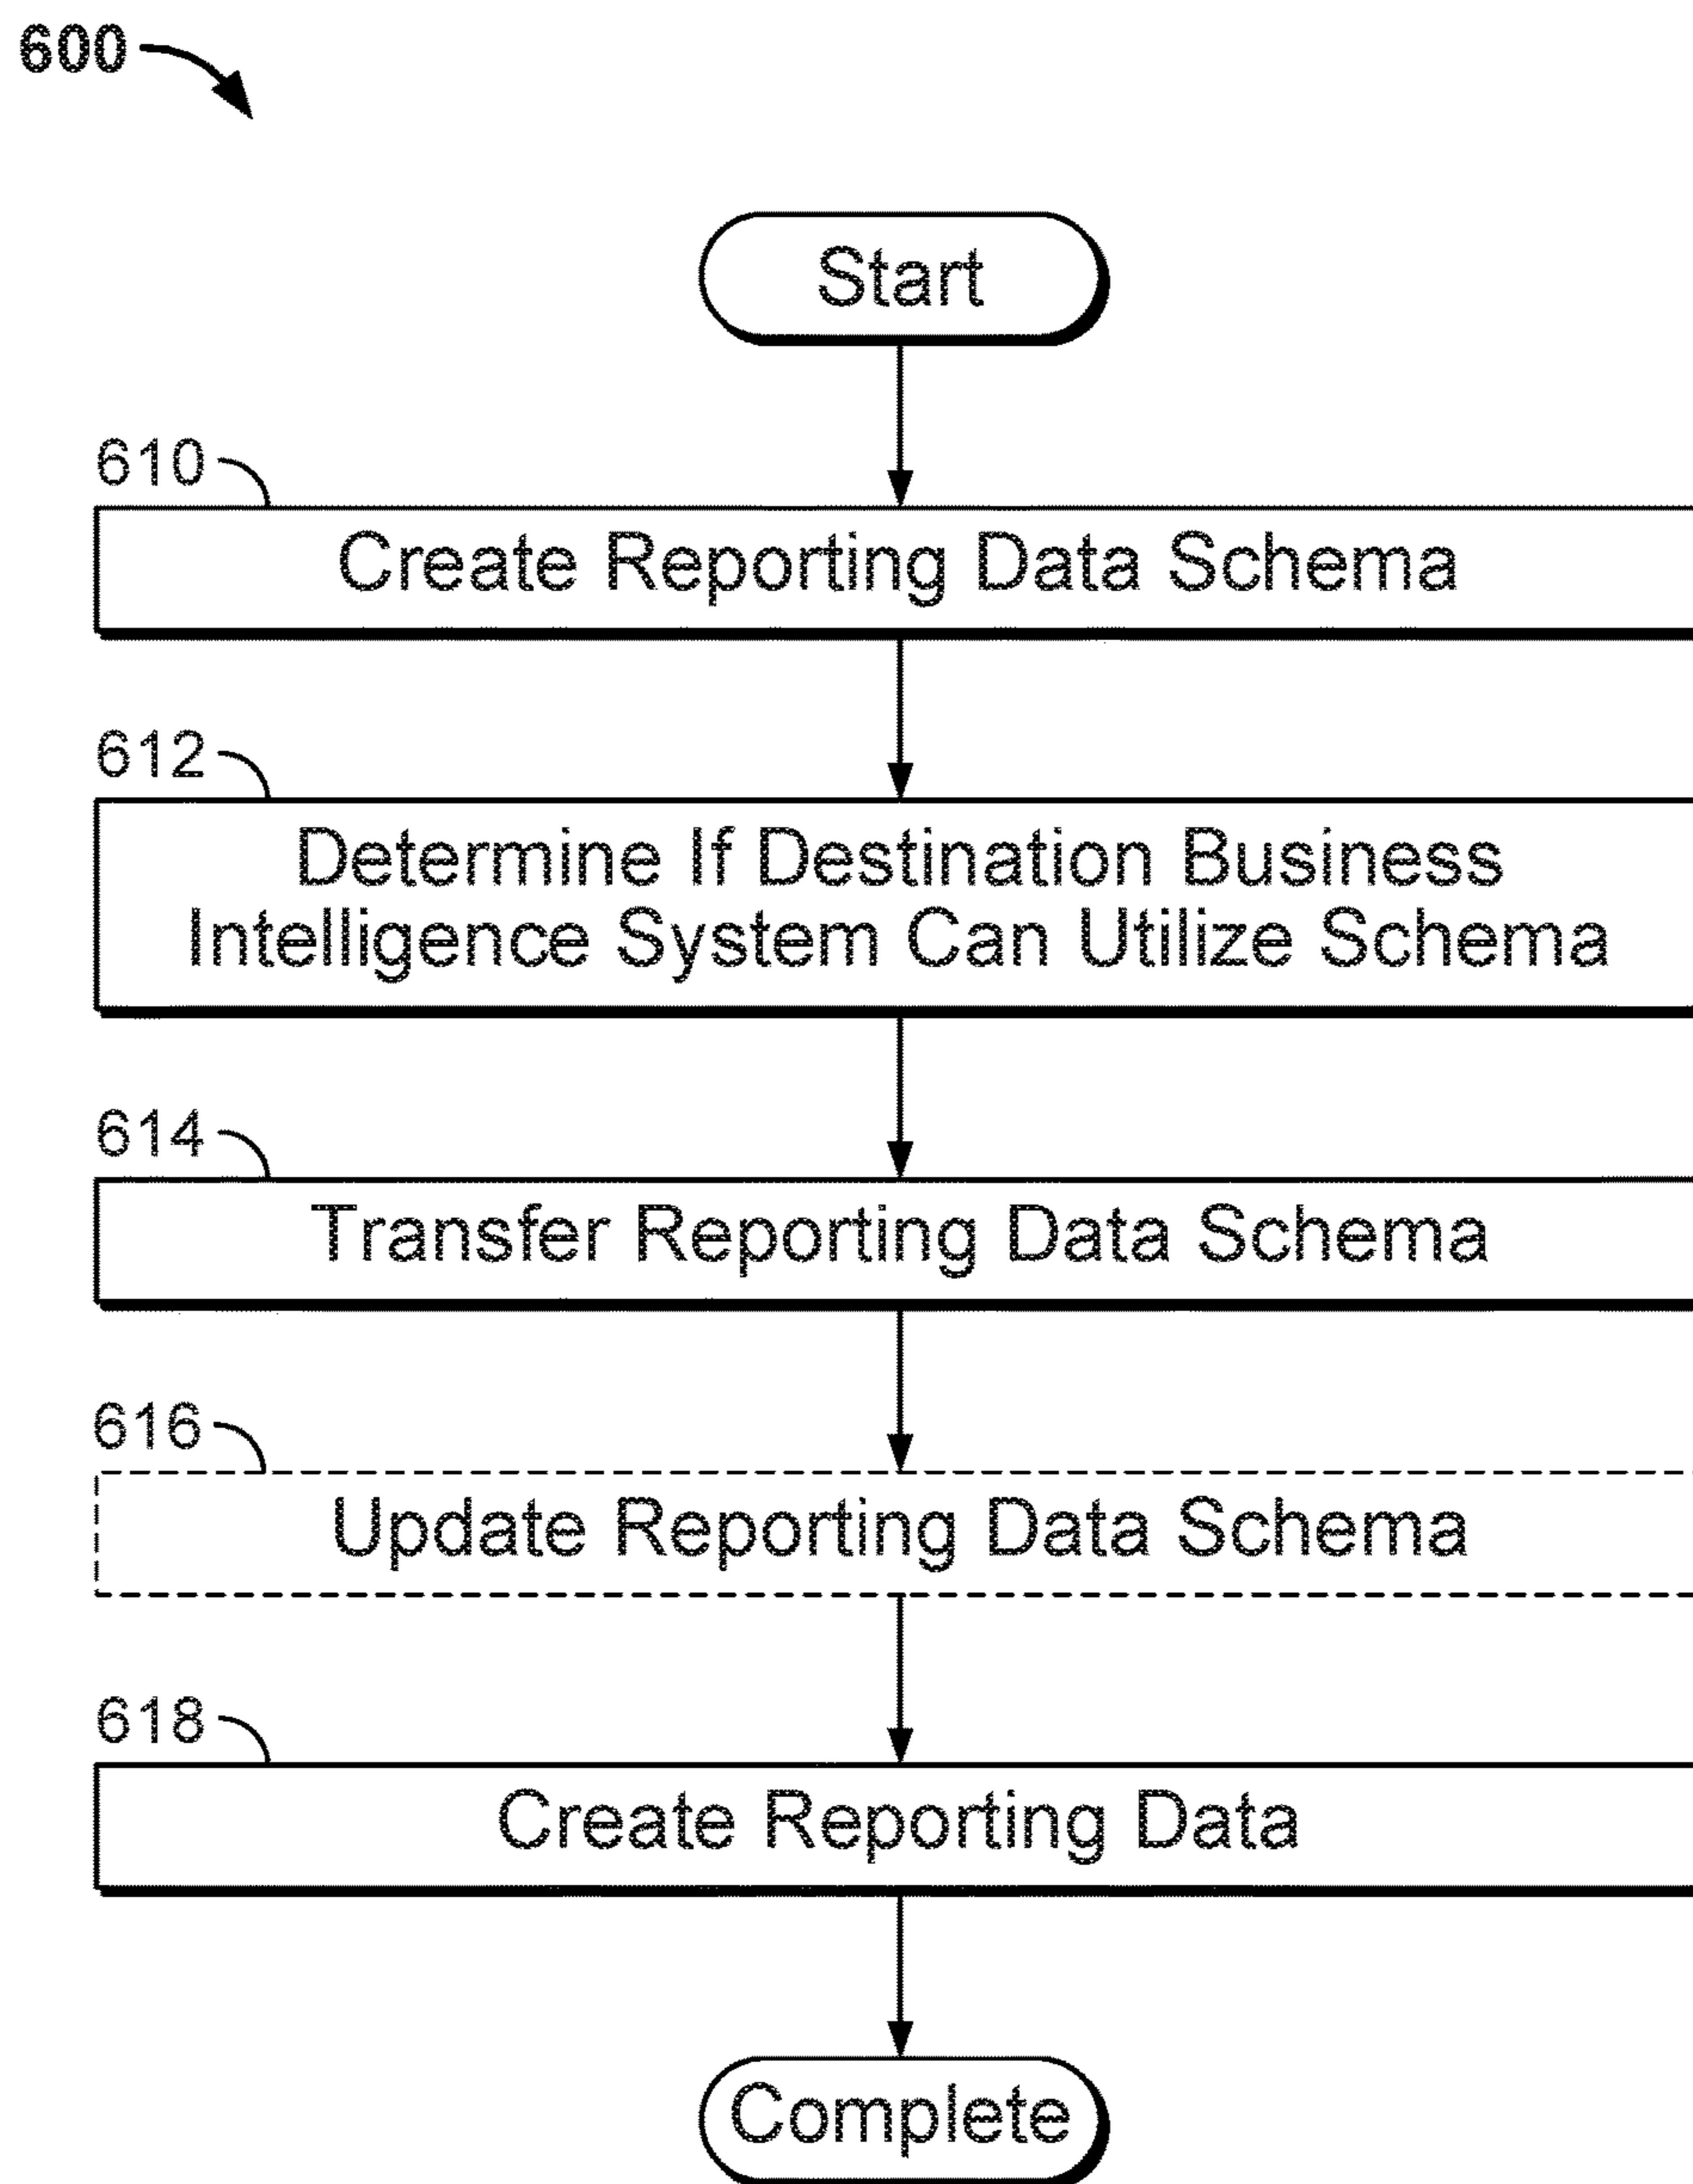 600
Start
610
Create Reporting Data Schema
612
Determine If Destination Business
Intelligence System Can Utilize Schema
614
Transfer Reporting Data Schema
616
Update Reporting Data Schema
618
Create Reporting Data
Complete